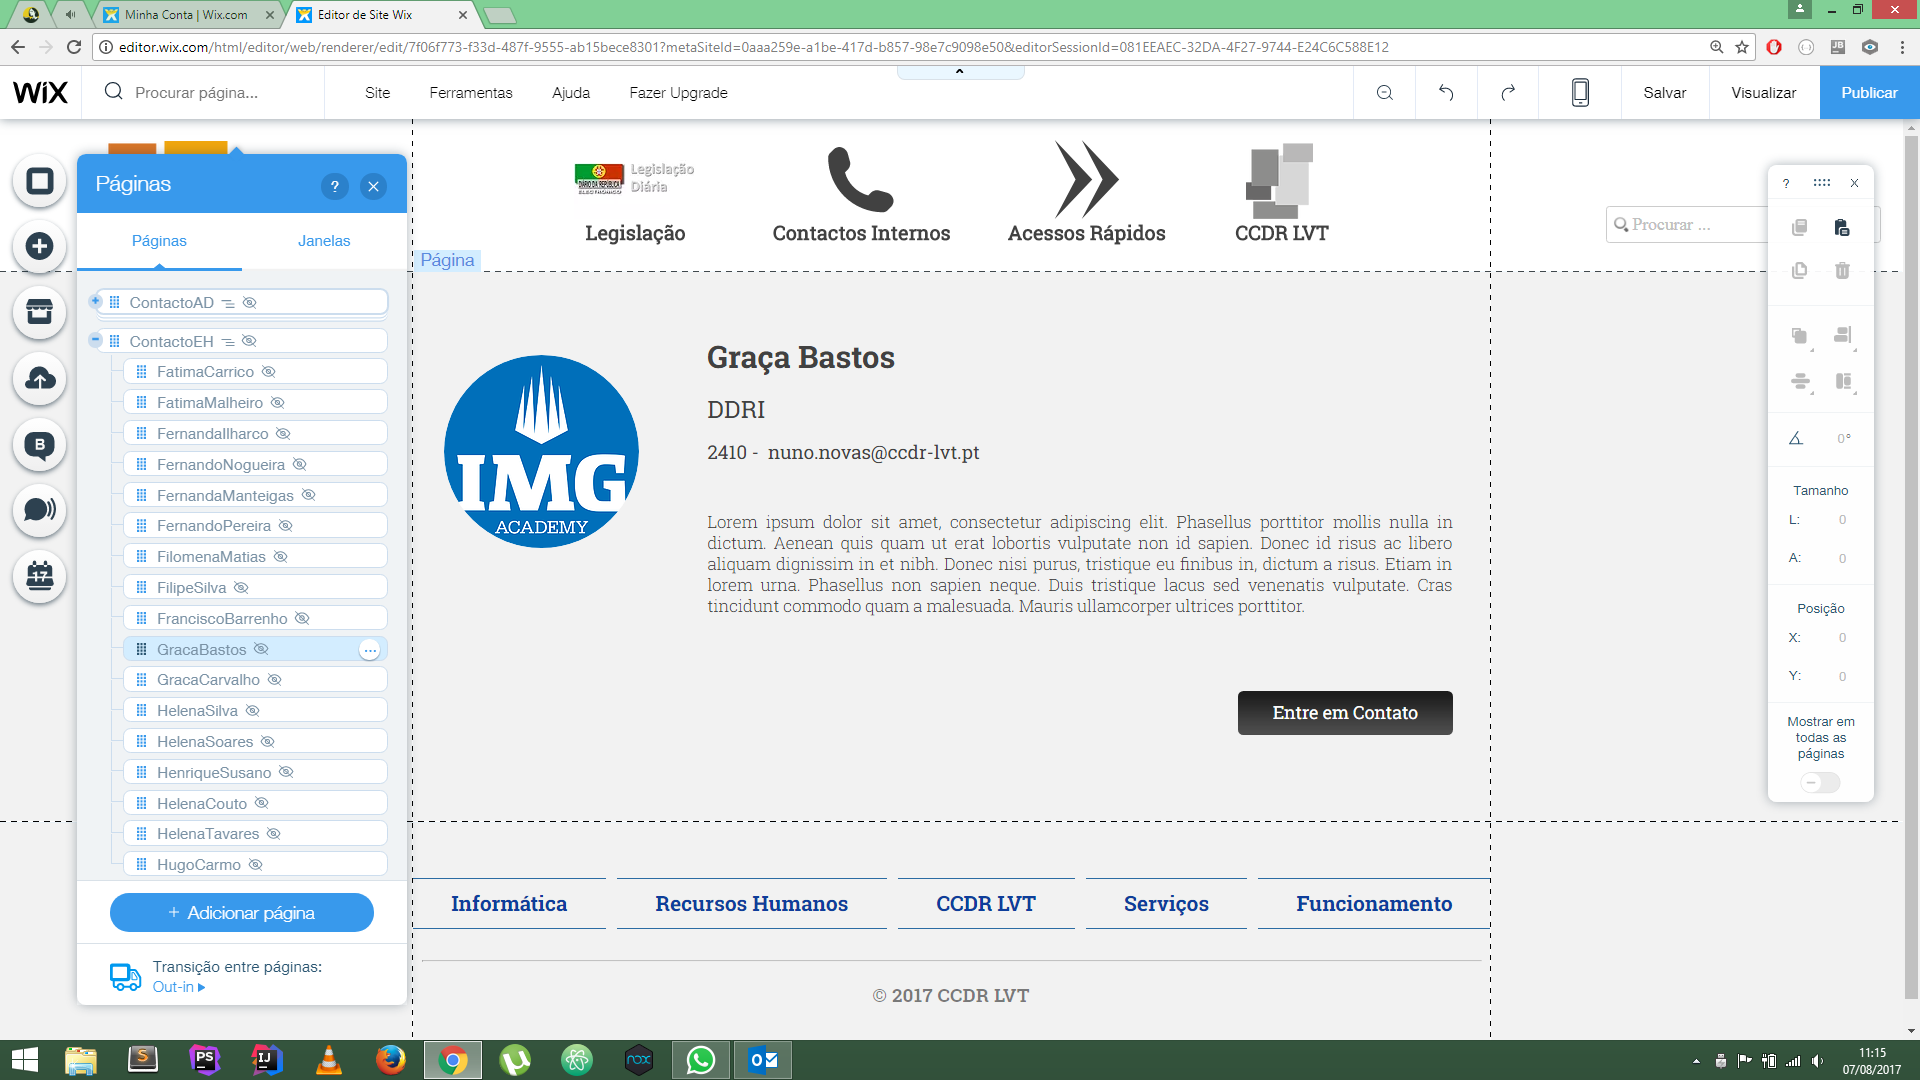 Minha Conta | Wix.com
Editor de Site Wix
editor.wix.com/html/editor/web/renderer/edit/7f06f773-f33d-487f-9555-ab15bece8301?metaSiteId=0aaa259e-a1be-417d-b857-98e7c9098e50&editorSessionId=081EEAEC-32DA-4F27-9744-E24C6C588E12
WiX
Procurar página...
Site
Ferramentas
Ajuda
Fazer Upgrade
Salvar
Visualizar
Publicar
Páginas
?
Páginas
Janelas
ContactoAD
ContactoEH
FatimaCarrico
FatimaMalheiro
FernandaIlharco
FernandoNogueira
FernandaManteigas
FernandoPereira
FilomenaMatias
FilipeSilva
FranciscoBarrenho
GracaBastos
GracaCarvalho
HelenaSilva
HelenaSoares
HenriqueSusano
HelenaCouto
HelenaTavares
HugoCarmo
+ Adicionar página
Transição entre páginas:
Out-in
B
17
Legislação
Diária
DIÁRIO DA REPÚBLICA
Legislação
Contactos Internos
Acessos Rápidos
CCDR LVT
Procurar ...
Página
IMG
ACADEMY
Graça Bastos
DDRI
2410 - nuno.novas@ccdr-lvt.pt
Lorem ipsum dolor sit amet, consectetur adipiscing elit. Phasellus porttitor mollis nulla in
dictum. Aenean quis quam ut erat lobortis vulputate non id sapien. Donec id risus ac libero
aliquam dignissim in et nibh. Donec nisi purus, tristique eu finibus in, dictum a risus. Etiam in
lorem urna. Phasellus non sapien neque. Duis tristique lacus sed venenatis vulputate. Cras
tincidunt commodo quam a malesuada. Mauris ullamcorper ultrices porttitor.
Entre em Contato
Informática
Recursos Humanos
CCDR LVT
Serviços
Funcionamento
© 2017 CCDR LVT
?
0°
Tamanho
L: 0
A: 0
Posição
X: 0
Y: 0
Mostrar em
todas as
páginas
S
PS
IJ
nox
11:15
07/08/2017